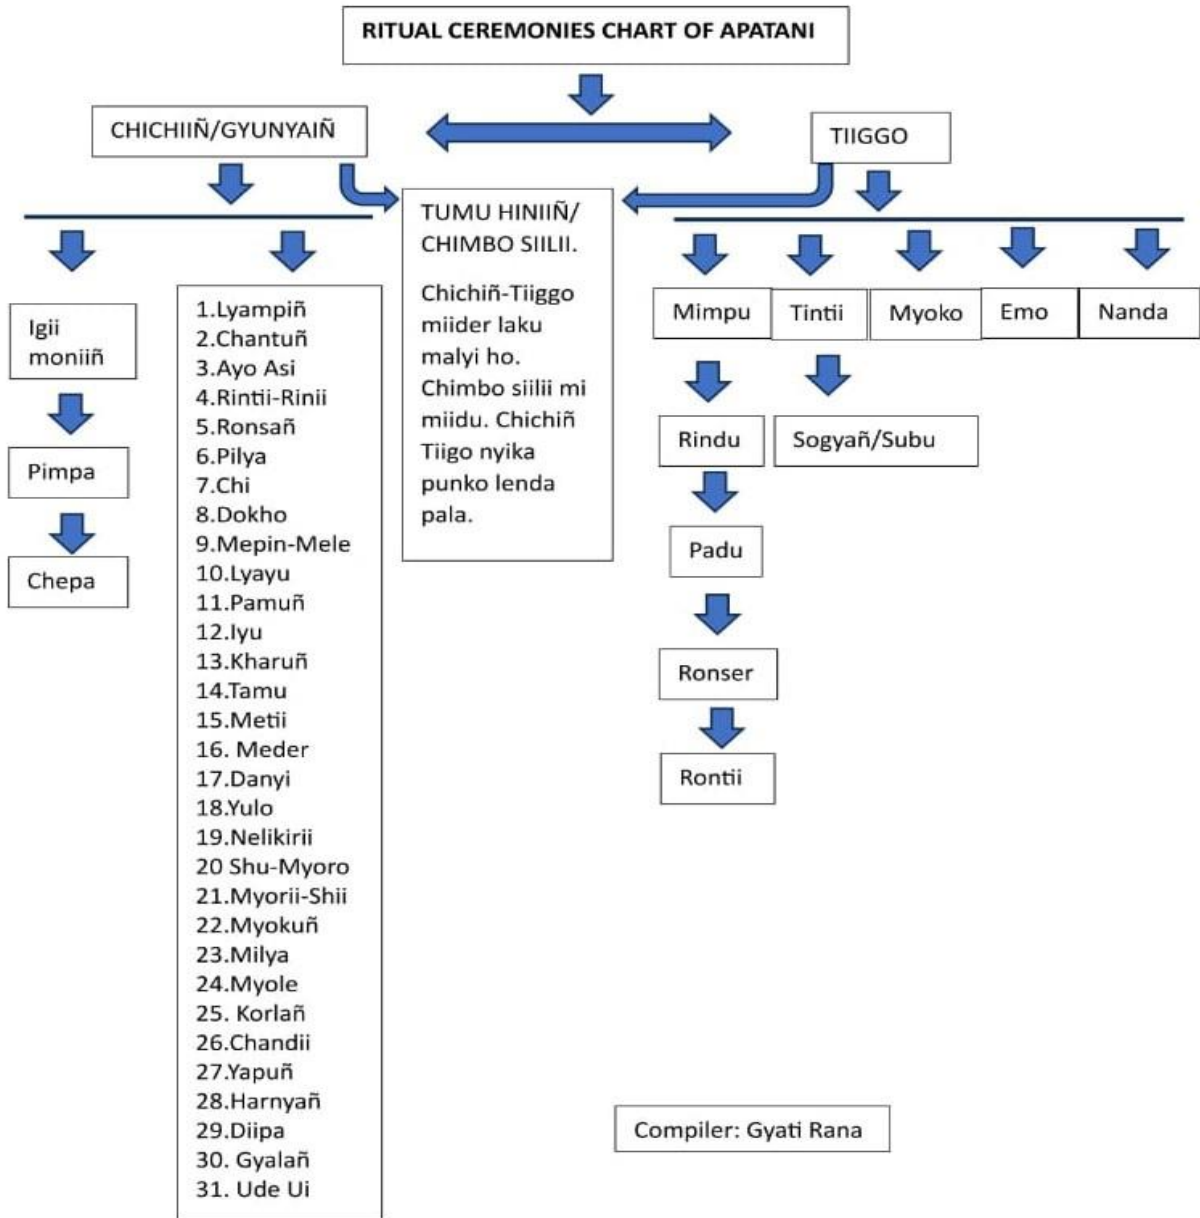 RITUAL CEREMONIES CHART OF APATANI
CHICHIIÑ/GYUNYAIÑ
TIIGGO
Igii
moniiñ
Pimpa
Chepa
1.Lyampiñ
2.Chantuñ
3.Ayo Asi
4.Rintii-Rinii
5.Ronsañ
6.Pilya
7.Chi
8.Dokho
9.Mepin-Mele
10.Lyayu
11.Pamuñ
12.Iyu
13.Kharuñ
14.Tamu
15.Metii
16. Meder
17.Danyi
18.Yulo
19.Nelikirii
20 Shu-Myoro
21.Myorii-Shii
22.Myokuñ
23.Milya
24.Myole
25. Korlañ
26.Chandii
27.Yapuñ
28.Harnyañ
29.Diipa
30. Gyalañ
31. Ude Ui
TUMU HINIIÑ/
CHIMBO SIILII.
Chichiñ-Tiiggo
miider laku
malyi ho.
Chimbo siilii mi
miidu. Chichiñ
Tiigo nyika
punko lenda
pala.
Mimpu
Tintii
Myoko
Emo
Nanda
Rindu
Sogyañ/Subu
Padu
Ronser
Rontii
Compiler: Gyati Rana